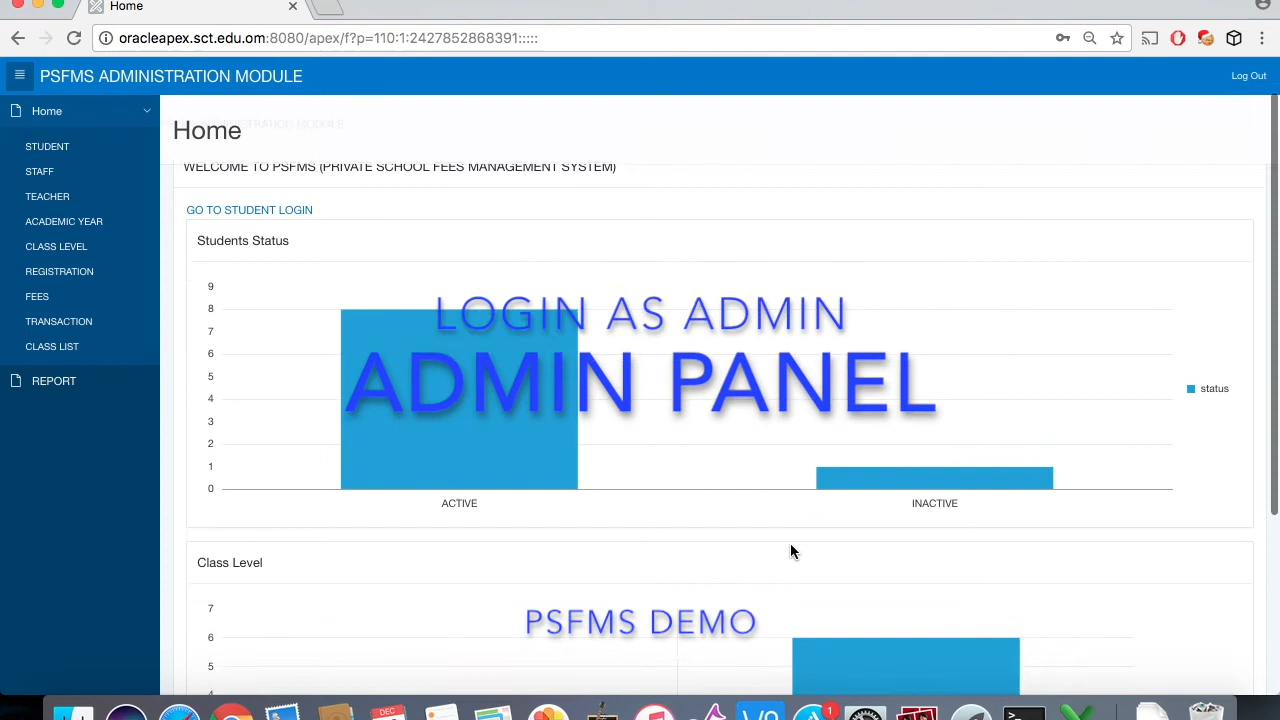 Home
oracleapex.sct.edu.om:8080/apex/f?p=110:1:2427852868391:::::
PSFMS ADMINISTRATION MODULE
Log Out
Home
STUDENT
STAFF
TEACHER
ACADEMIC YEAR
CLASS LEVEL
REGISTRATION
FEES
TRANSACTION
CLASS LIST
REPORT
Home
WELCOME TO PSFMS (PRIVATE SCHOOL FEES MANAGEMENT SYSTEM)
GO TO STUDENT LOGIN
Students Status
9
8
7
6
5
4
3
2
1
0
ACTIVE
INACTIVE
status
LOGIN AS ADMIN
ADMIN PANEL
Class Level
7
6
5
4
PSFMS DEMO
DEC
1